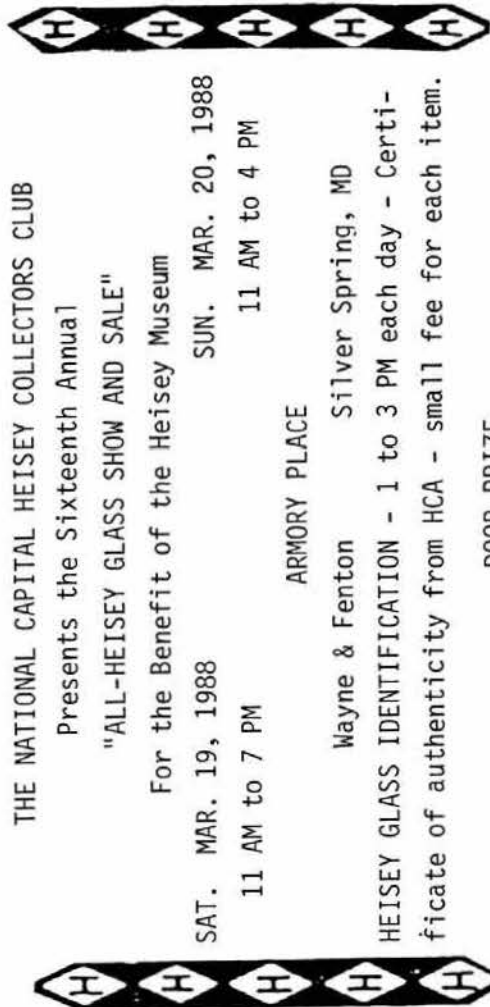 H H H H H
THE NATIONAL CAPITAL HEISEY COLLECTORS CLUB
Presents the Sixteenth Annual
"ALL-HEISEY GLASS SHOW AND SALE"
For the Benefit of the Heisey Museum
SAT. MAR. 19, 1988 SUN. MAR. 20, 1988
11 AM to 7 PM 11 AM to 4 PM
ARMORY PLACE
Wayne & Fenton Silver Spring, MD
HEISEY GLASS IDENTIFICATION - 1 to 3 PM each day - Certi-
ficate of authenticity from HCA - small fee for each item.
DOOR PRIZE
H H H H H